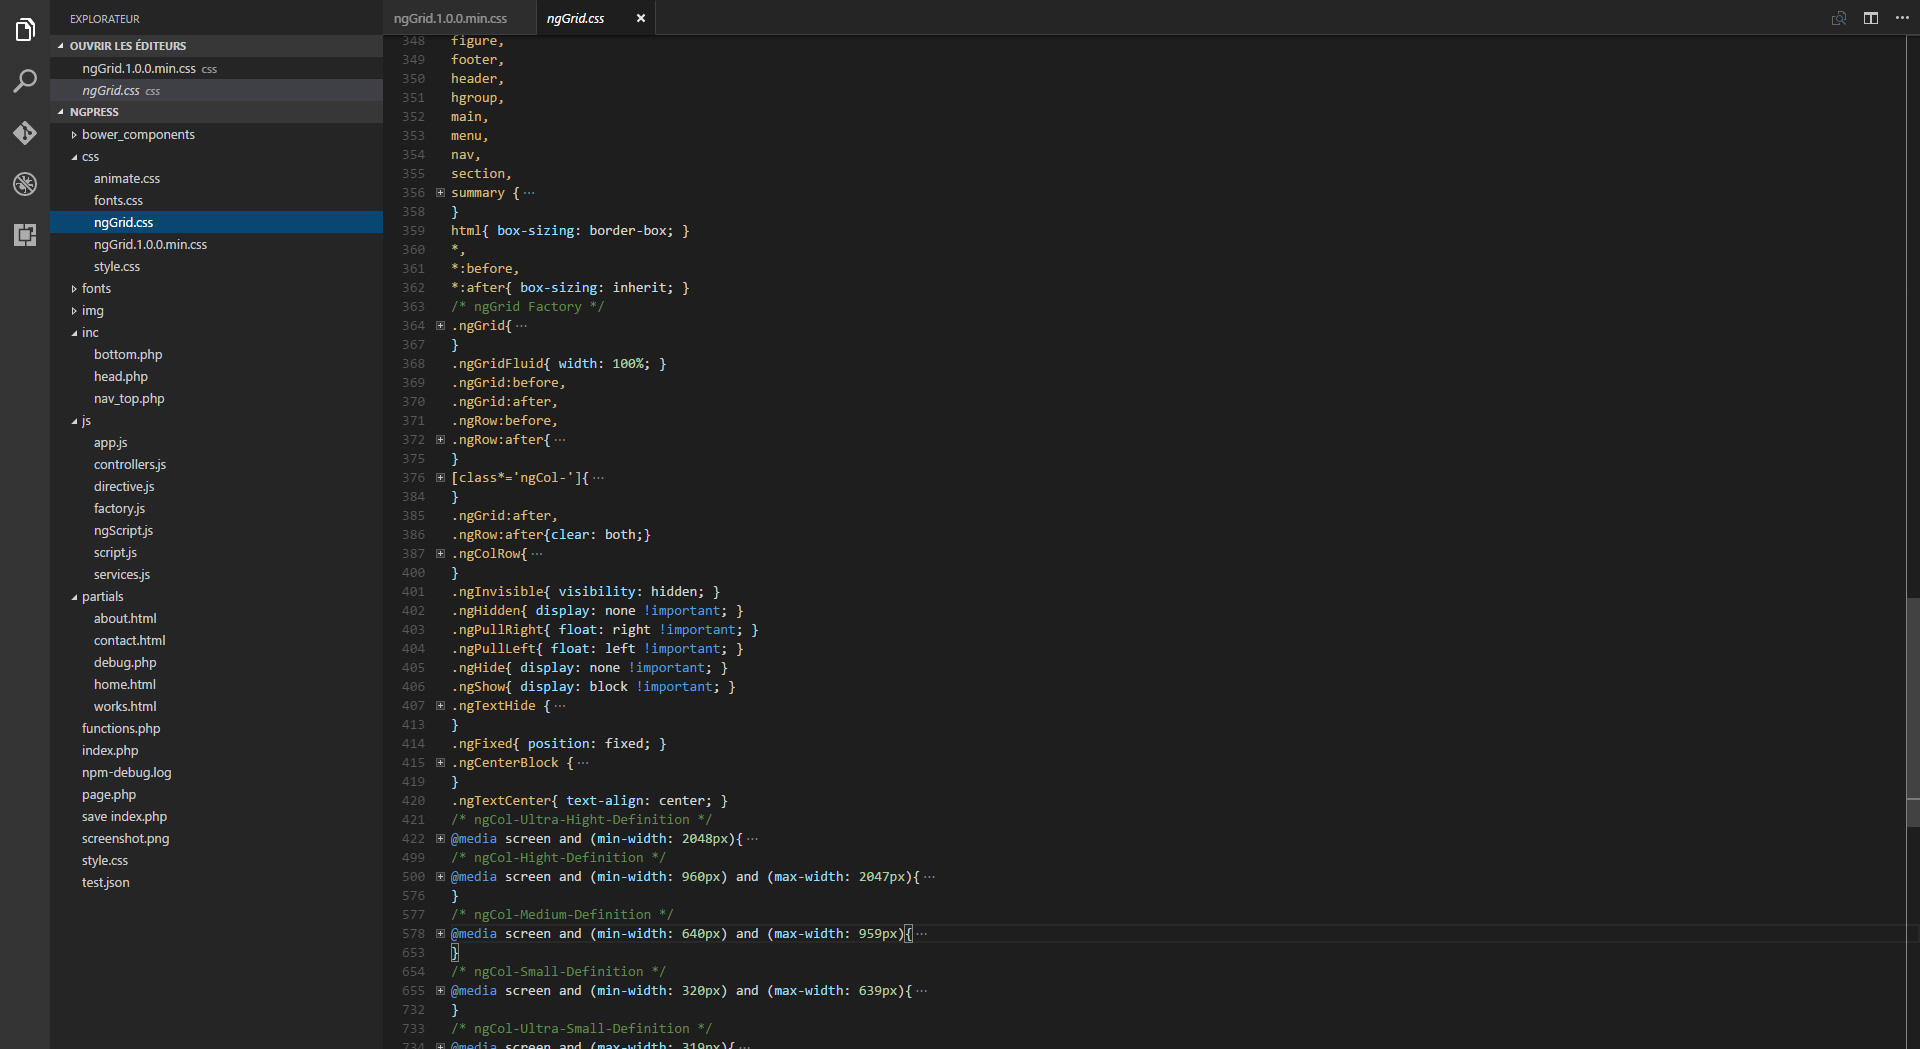 EXPLORATEUR
OUVRIR LES ÉDITEURS
ngGrid.1.0.0.min.css css
ngGrid.css css
NGPRESS
bower_components
css
animate.css
fonts.css
ngGrid.css
ngGrid.1.0.0.min.css
style.css
fonts
img
inc
bottom.php
head.php
nav_top.php
js
app.js
controllers.js
directive.js
factory.js
ngScript.js
script.js
services.js
partials
about.html
contact.html
debug.php
home.html
works.html
functions.php
index.php
npm-debug.log
page.php
save index.php
screenshot.png
style.css
test.json
ngGrid.1.0.0.min.css
ngGrid.css
348 figure,
349 footer,
350 header,
351 hgroup,
352 main,
353 menu,
354 nav,
355 section,
356 summary { ···
358 }
359 html{ box-sizing: border-box; }
360 *,
361 *:before,
362 *:after{ box-sizing: inherit; }
363 /* ngGrid Factory */
364 .ngGrid{ ···
367 }
368 .ngGridFluid{ width: 100%; }
369 .ngGrid:before,
370 .ngGrid:after,
371 .ngRow:before,
372 .ngRow:after{ ···
375 }
376 [class*='ngCol-']{ ···
384 }
385 .ngGrid:after,
386 .ngRow:after{clear: both;}
387 .ngColRow{ ···
400 }
401 .ngInvisible{ visibility: hidden; }
402 .ngHidden{ display: none !important; }
403 .ngPullRight{ float: right !important; }
404 .ngPullLeft{ float: left !important; }
405 .ngHide{ display: none !important; }
406 .ngShow{ display: block !important; }
407 .ngTextHide { ···
413 }
414 .ngFixed{ position: fixed; }
415 .ngCenterBlock { ···
419 }
420 .ngTextCenter{ text-align: center; }
421 /* ngCol-Ultra-Hight-Definition */
422 @media screen and (min-width: 2048px){ ···
499 /* ngCol-Hight-Definition */
500 @media screen and (min-width: 960px) and (max-width: 2047px){ ···
576 }
577 /* ngCol-Medium-Definition */
578 @media screen and (min-width: 640px) and (max-width: 959px){ ···
653 }
654 /* ngCol-Small-Definition */
655 @media screen and (min-width: 320px) and (max-width: 639px){ ···
732 }
733 /* ngCol-Ultra-Small-Definition */
734 @media screen and (max-width: 319px){ ···